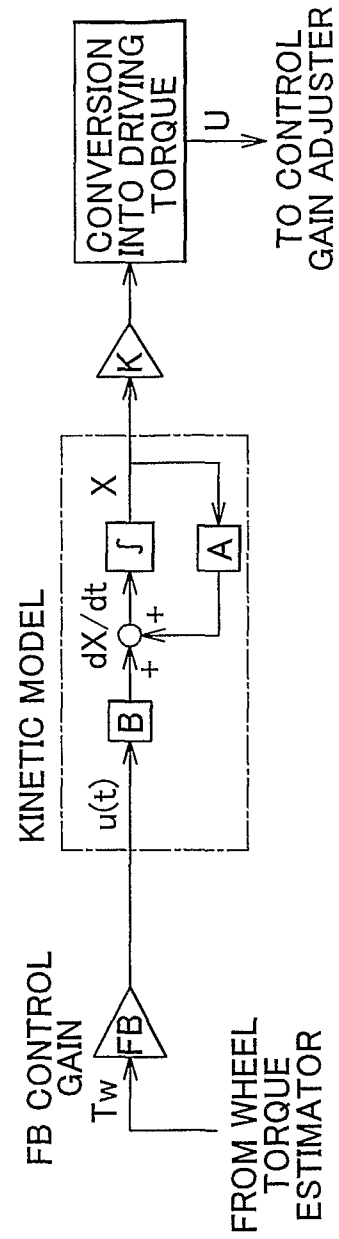 FROM WHEEL
TORQUE
ESTIMATOR
Tw
FB CONTROL
GAIN
FB
KINETIC MODEL
u(t)
B
+
+
dX/dt
∫
X
A
K
CONVERSION
INTO DRIVING
TORQUE
U
TO CONTROL
GAIN ADJUSTER